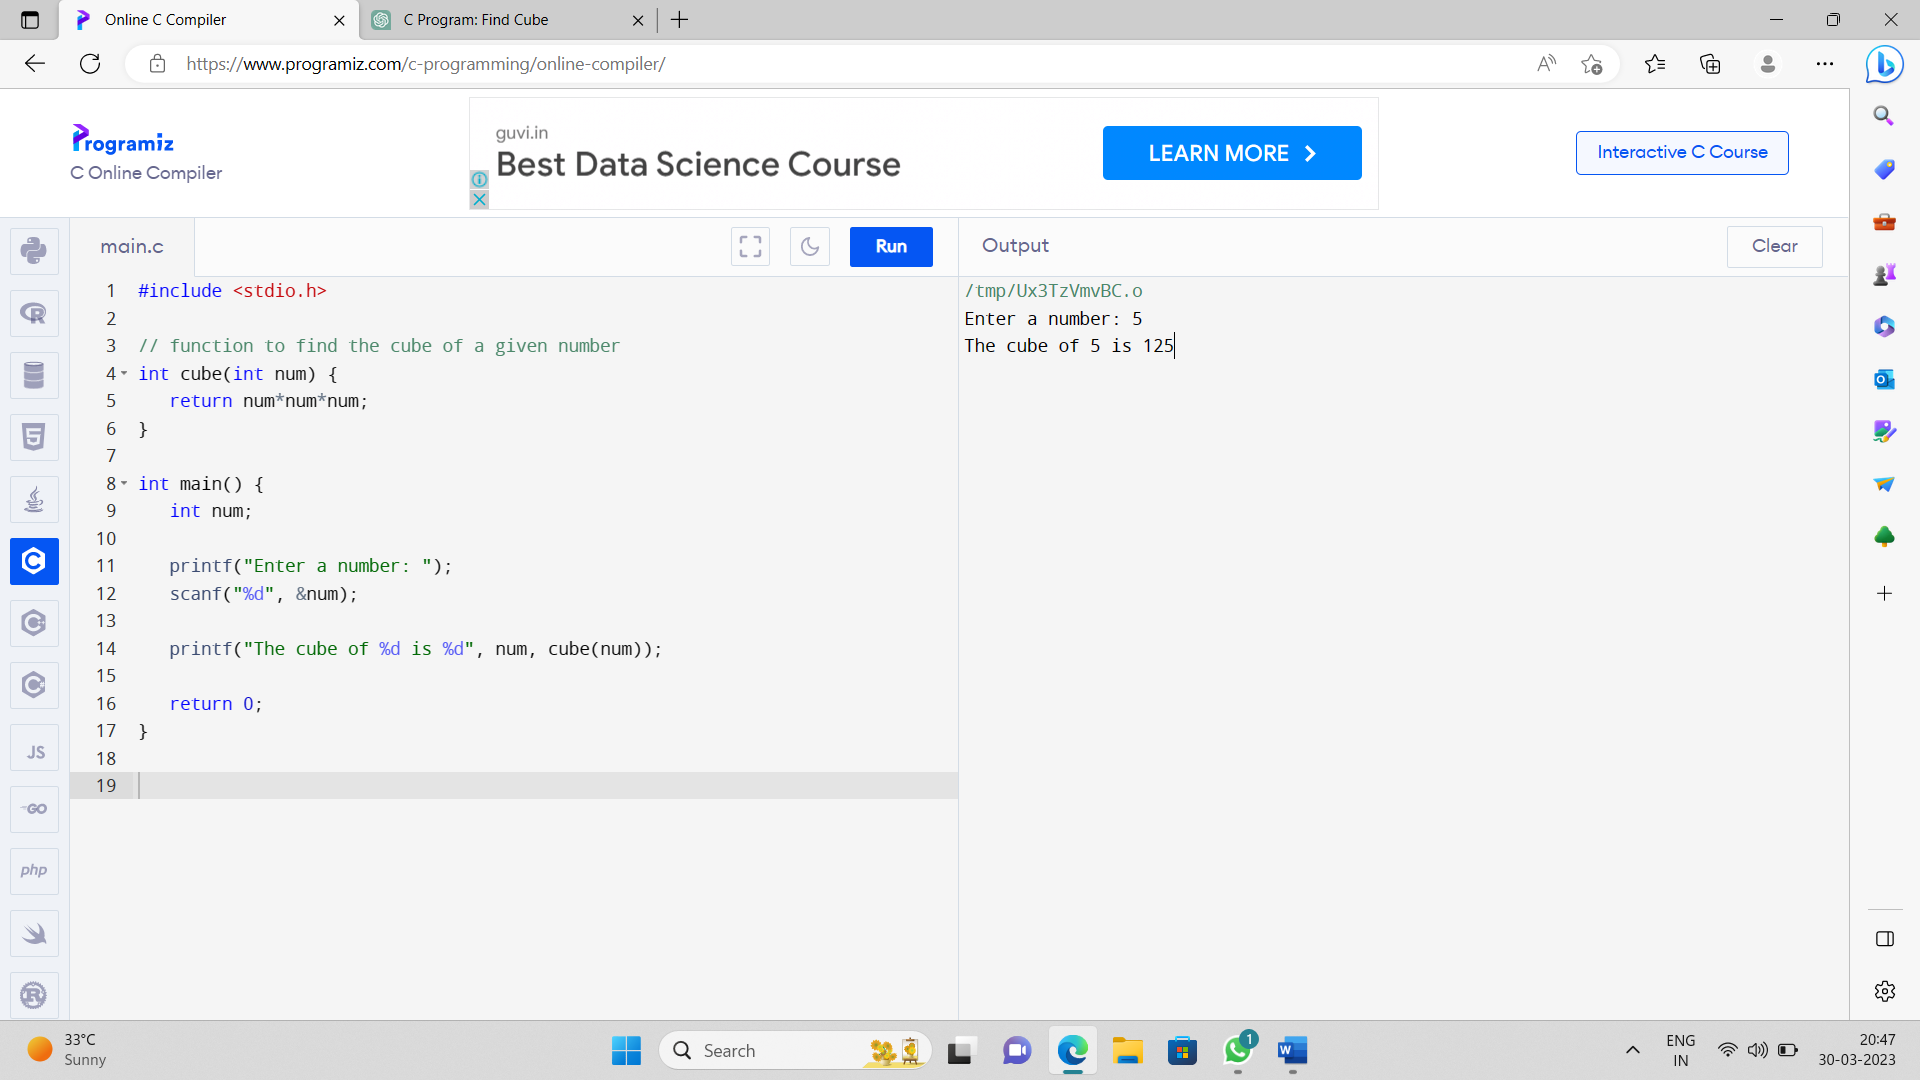 Online C Compiler
C Program: Find Cube
https://www.programiz.com/c-programming/online-compiler/
Programiz
C Online Compiler
guvi.in
Best Data Science Course
LEARN MORE
Interactive C Course
main.c
Run
Output
Clear
1 #include <stdio.h>
2
3 // function to find the cube of a given number
4 int cube(int num) {
5    return num*num*num;
6 }
7
8 int main() {
9    int num;
10
11    printf("Enter a number: ");
12    scanf("%d", &num);
13
14    printf("The cube of %d is %d", num, cube(num));
15
16    return 0;
17 }
18
19
/tmp/Ux3TzVmvBC.o
Enter a number: 5
The cube of 5 is 125
JS
GO
php
33°C
Sunny
Search
1
ENG
IN
20:47
30-03-2023